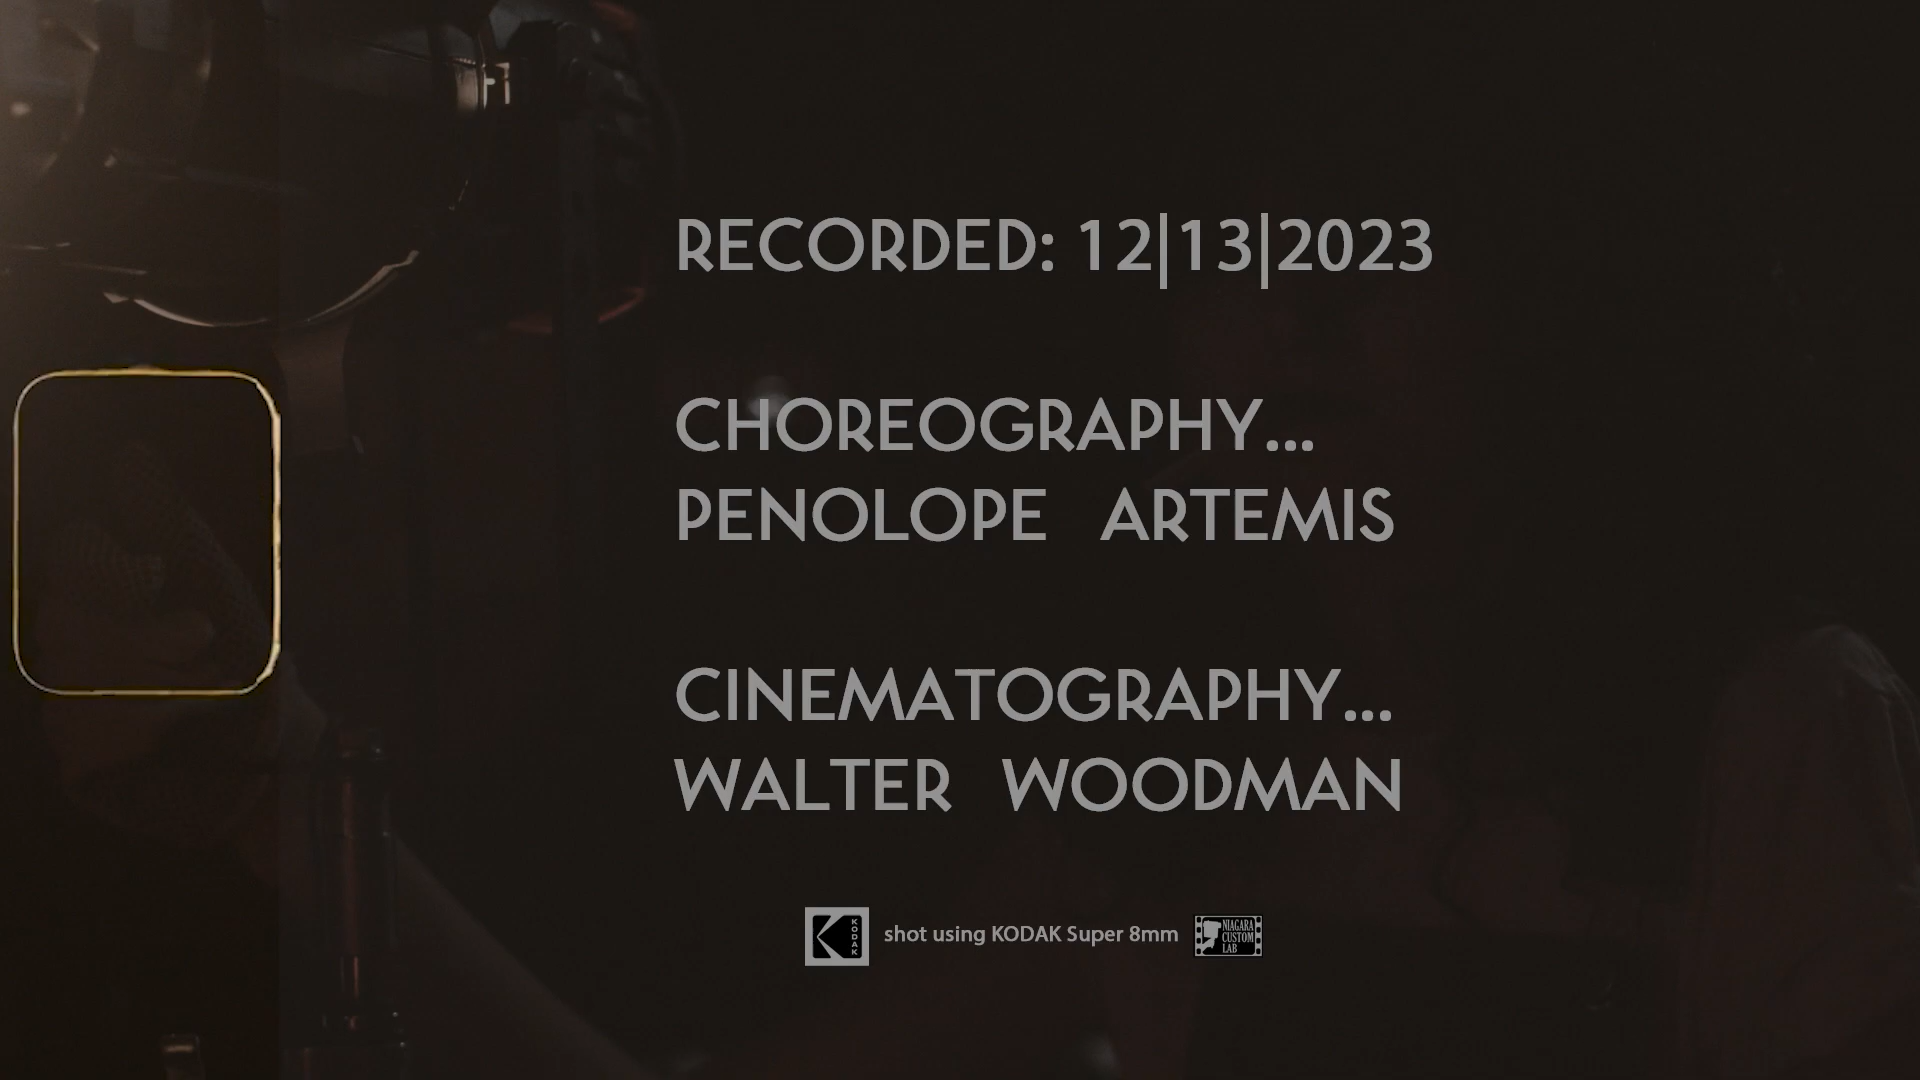 RECORDED: 12|13|2023
CHOREOGRAPHY...
PENOLOPE ARTEMIS
CINEMATOGRAPHY...
WALTER WOODMAN
KODAK
shot using KODAK Super 8mm
NIAGARA
CUSTOM
LAB